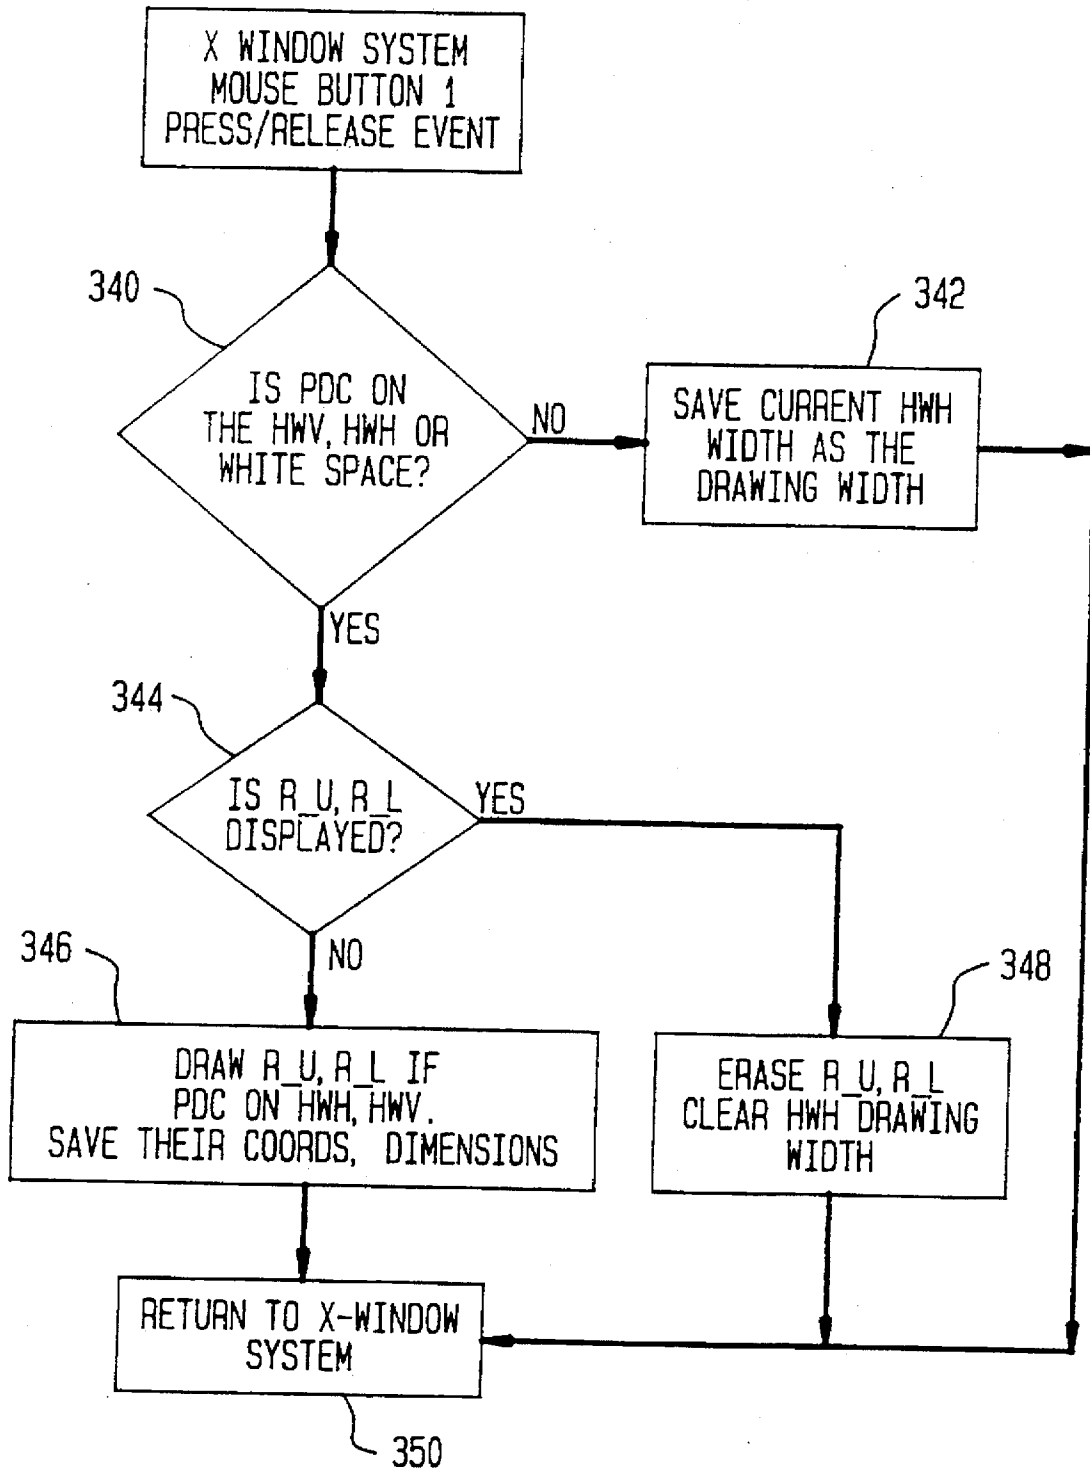 X WINDOW SYSTEM
MOUSE BUTTON 1
PRESS/RELEASE EVENT
340
IS PDC ON
THE HWV, HWH OR
WHITE SPACE?
NO
342
SAVE CURRENT HWH
WIDTH AS THE
DRAWING WIDTH
YES
344
IS R_U, R_L
DISPLAYED?
YES
NO
346
DRAW R_U, R_L IF
PDC ON HWH, HWV.
SAVE THEIR COORDS, DIMENSIONS
348
ERASE R_U, R_L
CLEAR HWH DRAWING
WIDTH
RETURN TO X-WINDOW
SYSTEM
350